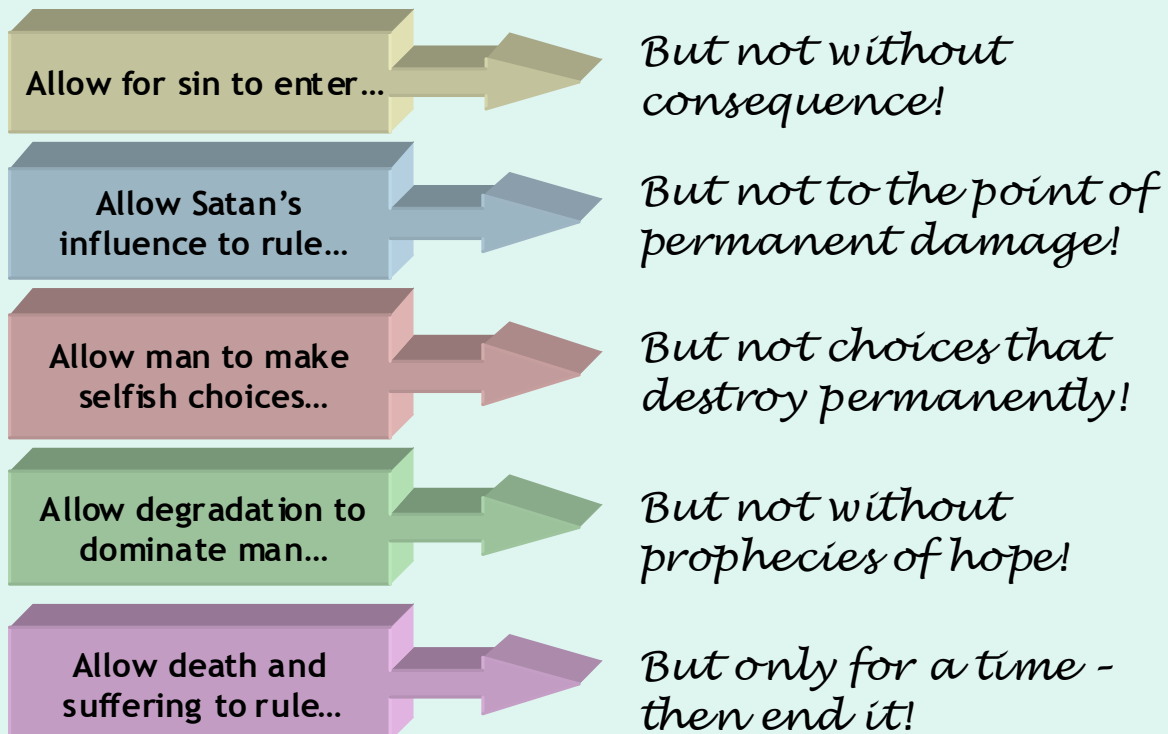 Allow for sin to enter…
But not without
consequence!
Allow Satan’s
influence to rule…
But not to the point of
permanent damage!
Allow man to make
selfish choices…
But not choices that
destroy permanently!
Allow degradation to
dominate man…
But not without
prophecies of hope!
Allow death and
suffering to rule…
But only for a time –
then end it!